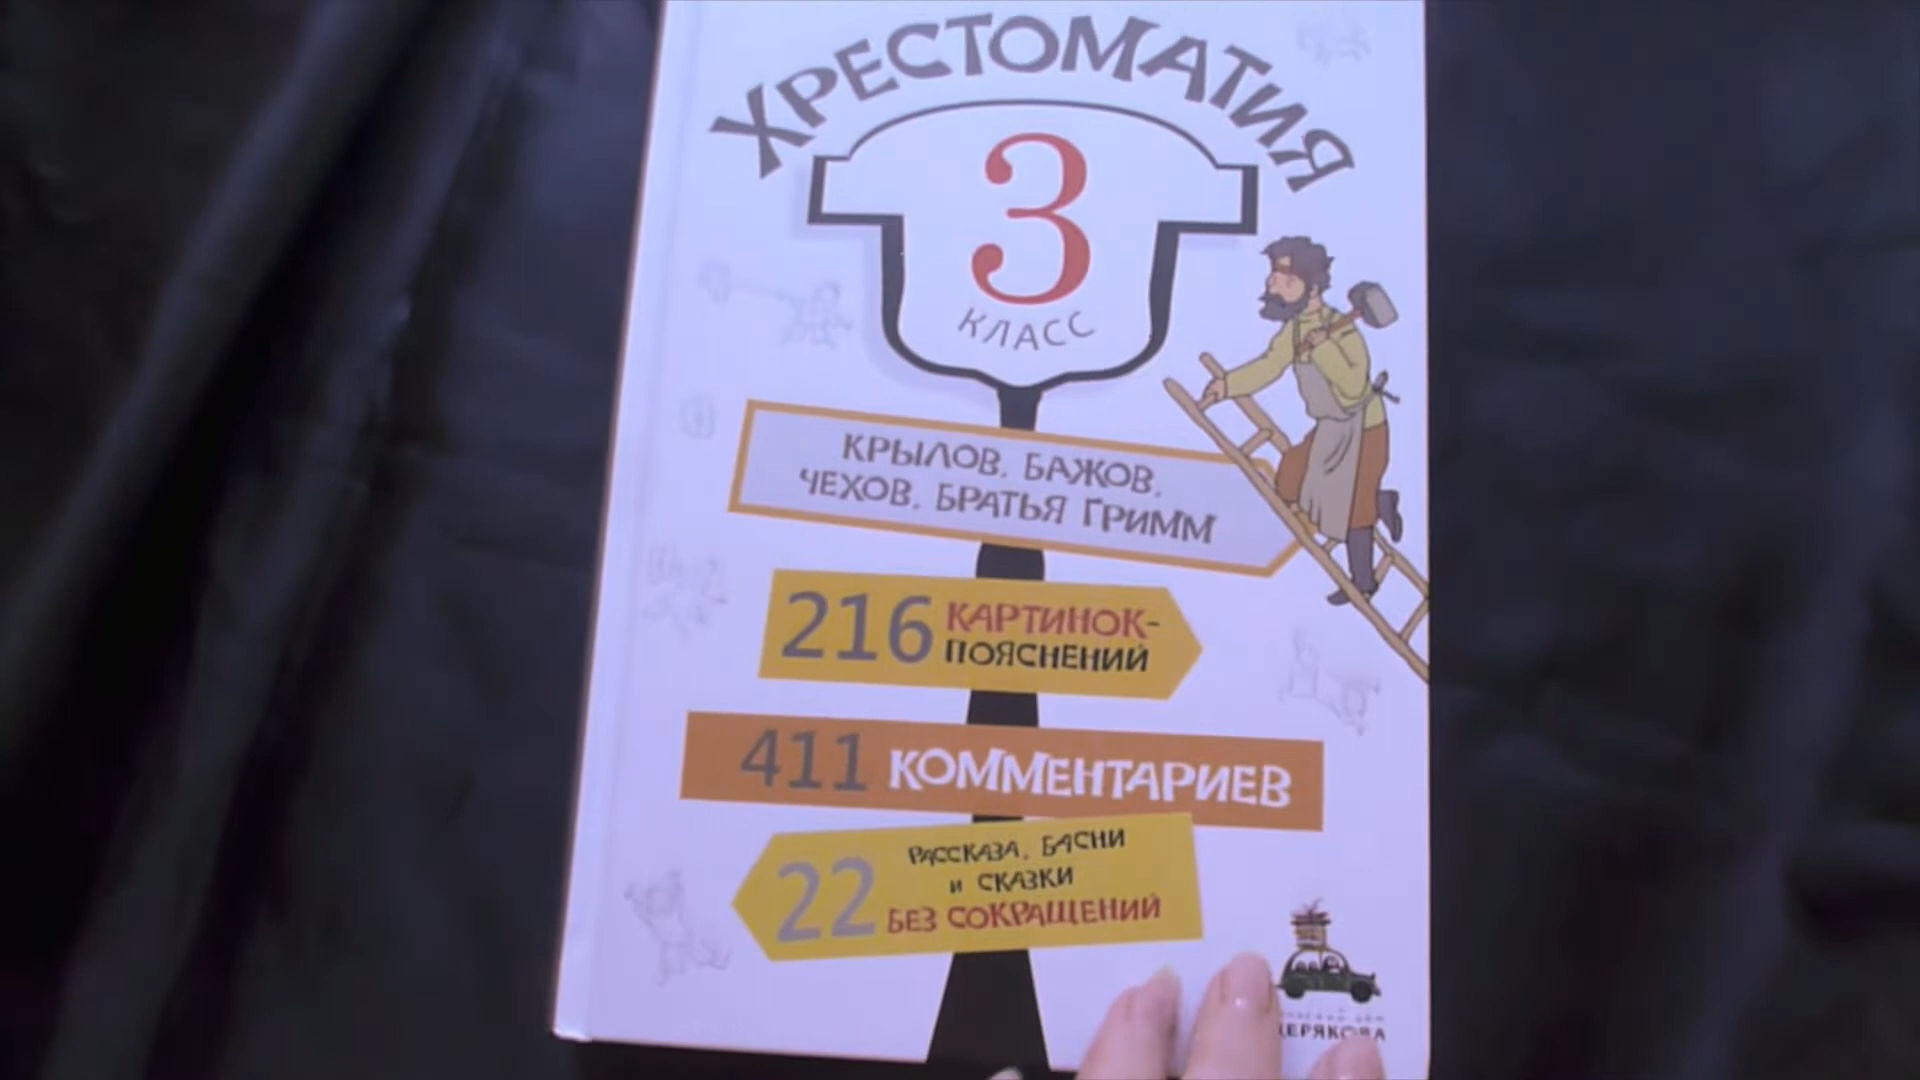 ХРЕСТОМАТИЯ
3
КЛАСС
КРЫЛОВ, БАЖОВ,
ЧЕХОВ, БРАТЬЯ ГРИММ
216 КАРТИНОК-
ПОЯСНЕНИЙ
411 КОММЕНТАРИЕВ
22 РАССКАЗА, БАСНИ
и СКАЗКИ
БЕЗ СОКРАЩЕНИЙ